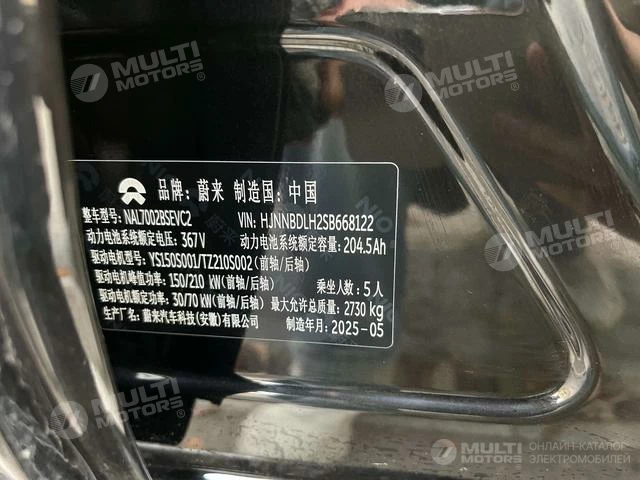 MULTI MOTORS
MULTI MOTORS
品牌：蔚来 制造国：中国
整车型号：NAL7002BSEVC2 VIN：HJNNBDLH2SB668122
动力电池系统额定电压：367V 动力电池系统额定容量：204.5Ah
驱动电机型号：YS150S001/TZ210S002（前轴/后轴）
驱动电机峰值功率：150/210 kW（前轴/后轴） 乘坐人数：5人
驱动电机额定功率：30/70 kW（前轴/后轴） 最大允许总质量：2730 kg
生产厂名：蔚来汽车科技（安徽）有限公司 制造年月：2025-05
MULTI MOTORS
MULTI MOTORS
MULTI MOTORS
MULTI MOTORS ОНЛАЙН-КАТАЛОГ ЭЛЕКТРОМОБИЛЕЙ